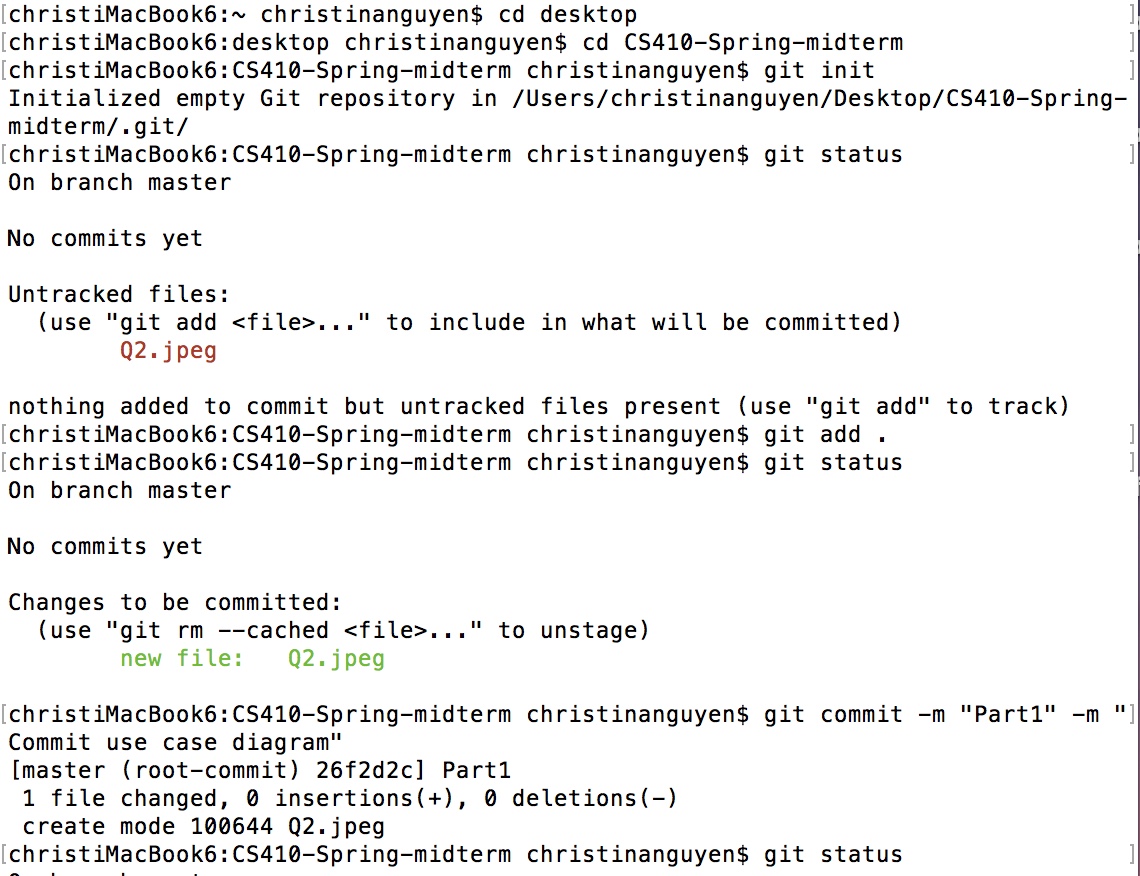 [christiMacBook6:~ christinanguyen$ cd desktop ]
[christiMacBook6:desktop christinanguyen$ cd CS410-Spring-midterm ]
[christiMacBook6:CS410-Spring-midterm christinanguyen$ git init ]
Initialized empty Git repository in /Users/christinanguyen/Desktop/CS410-Spring-
midterm/.git/
[christiMacBook6:CS410-Spring-midterm christinanguyen$ git status ]
On branch master
No commits yet
Untracked files:
(use "git add <file>..." to include in what will be committed)
Q2.jpeg
nothing added to commit but untracked files present (use "git add" to track)
[christiMacBook6:CS410-Spring-midterm christinanguyen$ git add . ]
[christiMacBook6:CS410-Spring-midterm christinanguyen$ git status ]
On branch master
No commits yet
Changes to be committed:
(use "git rm --cached <file>..." to unstage)
new file: Q2.jpeg
[christiMacBook6:CS410-Spring-midterm christinanguyen$ git commit -m "Part1" -m "]
Commit use case diagram"
[master (root-commit) 26f2d2c] Part1
1 file changed, 0 insertions(+), 0 deletions(-)
create mode 100644 Q2.jpeg
[christiMacBook6:CS410-Spring-midterm christinanguyen$ git status ]